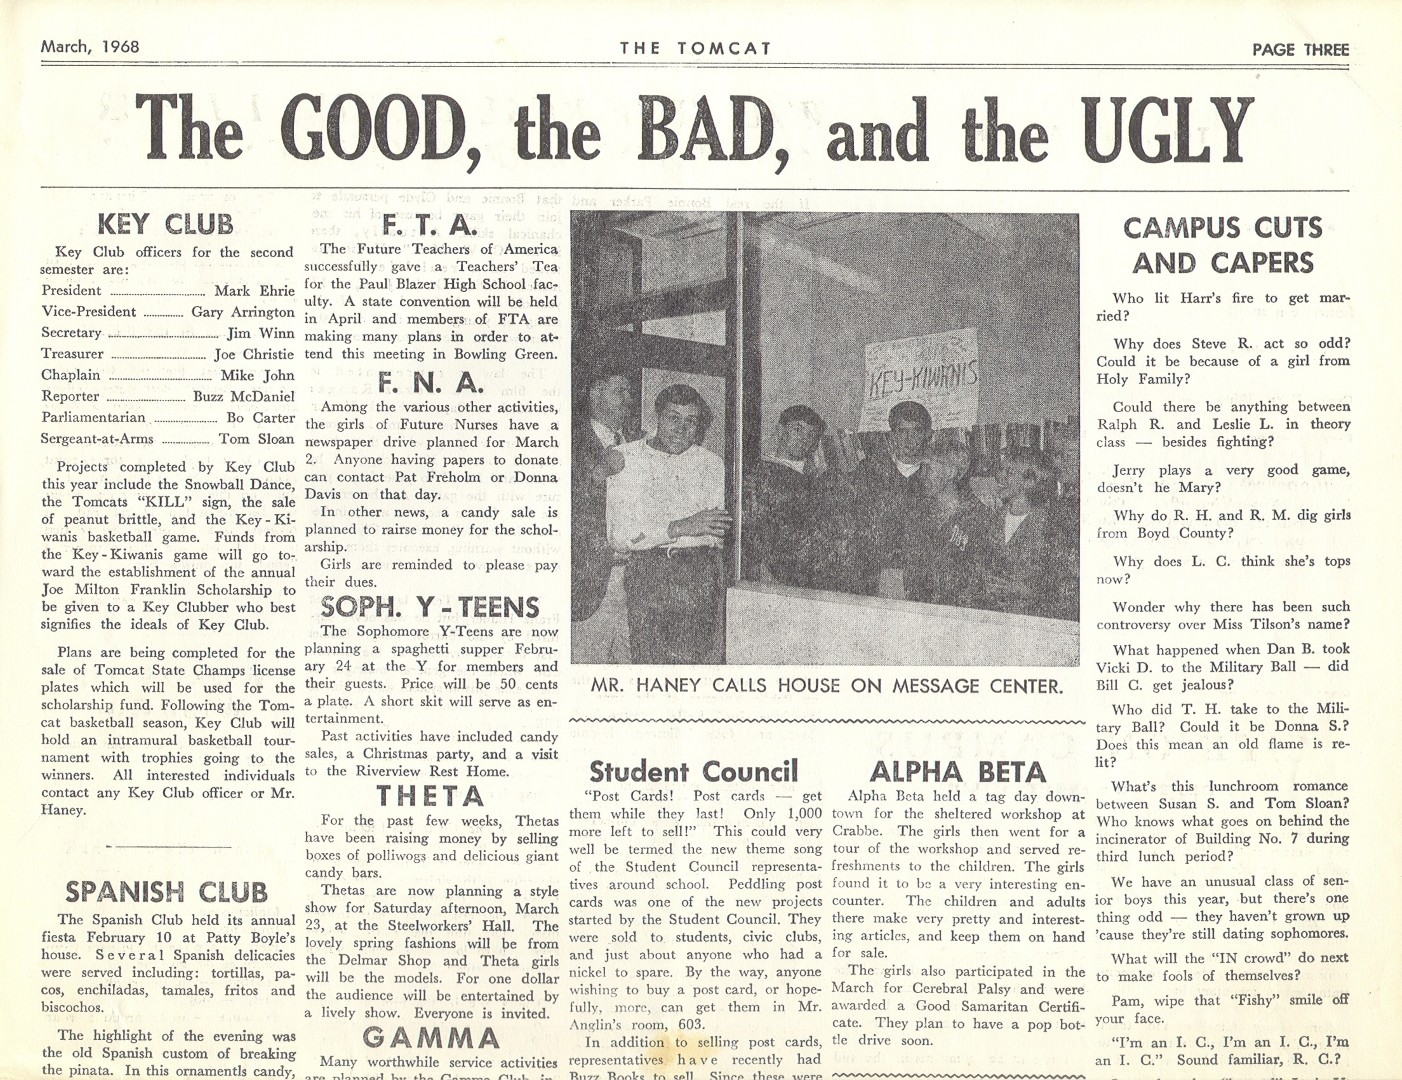 March, 1968
THE TOMCAT
PAGE THREE
The GOOD, the BAD, and the UGLY
KEY CLUB
Key Club officers for the second
semester are:
President ........ Mark Ehrie
Vice-President ........ Gary Arrington
Secretary ........ Jim Winn
Treasurer ........ Joe Christie
Chaplain ........ Mike John
Reporter ........ Buzz McDaniel
Parliamentarian ........ Bo Carter
Sergeant-at-Arms ........ Tom Sloan
Projects completed by Key Club
this year include the Snowball Dance,
the Tomcats "KILL" sign, the sale
of peanut brittle, and the Key-Ki-
wanis basketball game. Funds from
the Key-Kiwanis game will go to-
ward the establishment of the annual
Joe Milton Franklin Scholarship to
be given to a Key Clubber who best
signifies the ideals of Key Club.
Plans are being completed for the
sale of Tomcat State Champs license
plates which will be used for the
scholarship fund. Following the Tom-
cat basketball season, Key Club will
hold an intramural basketball tour-
nament with trophies going to the
winners. All interested individuals
contact any Key Club officer or Mr.
Haney.
SPANISH CLUB
The Spanish Club held its annual
fiesta February 10 at Patty Boyle's
house. Several Spanish delicacies
were served including: tortillas, pa-
cos, enchiladas, tamales, fritos and
biscochos.
The highlight of the evening was
the old Spanish custom of breaking
the pinata. In this ornamentls candy,
F. T. A.
The Future Teachers of America
successfully gave a Teachers' Tea
for the Paul Blazer High School fac-
ulty. A state convention will be held
in April and members of FTA are
making many plans in order to at-
tend this meeting in Bowling Green.
F. N. A.
Among the various other activities,
the girls of Future Nurses have a
newspaper drive planned for March
2. Anyone having papers to donate
can contact Pat Freholm or Donna
Davis on that day.
In other news, a candy sale is
planned to rairse money for the schol-
arship.
Girls are reminded to please pay
their dues.
SOPH. Y-TEENS
The Sophomore Y-Teens are now
planning a spaghetti supper Febru-
ary 24 at the Y for members and
their guests. Price will be 50 cents
a plate. A short skit will serve as en-
tertainment.
Past activities have included candy
sales, a Christmas party, and a visit
to the Riverview Rest Home.
THETA
For the past few weeks, Thetas
have been raising money by selling
boxes of polliwogs and delicious giant
candy bars.
Thetas are now planning a style
show for Saturday afternoon, March
23, at the Steelworkers' Hall. The
lovely spring fashions will be from
the Delmar Shop and Theta girls
will be the models. For one dollar
the audience will be entertained by
a lively show. Everyone is invited.
GAMMA
Many worthwhile service activities
are planned by the Gamma Club in-
KEY-KIWANIS
MR. HANEY CALLS HOUSE ON MESSAGE CENTER.
Student Council
"Post Cards! Post cards — get
them while they last! Only 1,000
more left to sell!" This could very
well be termed the new theme song
of the Student Council representa-
tives around school. Peddling post
cards was one of the new projects
started by the Student Council. They
were sold to students, civic clubs,
and just about anyone who had a
nickel to spare. By the way, anyone
wishing to buy a post card, or hope-
fully, more, can get them in Mr.
Anglin's room, 603.
In addition to selling post cards,
representatives have recently had
Buzz Books to sell. Since these were
ALPHA BETA
Alpha Beta held a tag day down-
town for the sheltered workshop at
Crabbe. The girls then went for a
tour of the workshop and served re-
freshments to the children. The girls
found it to be a very interesting en-
counter. The children and adults
there make very pretty and interest-
ing articles, and keep them on hand
for sale.
The girls also participated in the
March for Cerebral Palsy and were
awarded a Good Samaritan Certifi-
cate. They plan to have a pop bot-
tle drive soon.
CAMPUS CUTS
AND CAPERS
Who lit Harr's fire to get mar-
ried?
Why does Steve R. act so odd?
Could it be because of a girl from
Holy Family?
Could there be anything between
Ralph R. and Leslie L. in theory
class — besides fighting?
Jerry plays a very good game,
doesn't he Mary?
Why do R. H. and R. M. dig girls
from Boyd County?
Why does L. C. think she's tops
now?
Wonder why there has been such
controversy over Miss Tilson's name?
What happened when Dan B. took
Vicki D. to the Military Ball — did
Bill C. get jealous?
Who did T. H. take to the Mili-
tary Ball? Could it be Donna S.?
Does this mean an old flame is re-
lit?
What's this lunchroom romance
between Susan S. and Tom Sloan?
Who knows what goes on behind the
incinerator of Building No. 7 during
third lunch period?
We have an unusual class of sen-
ior boys this year, but there's one
thing odd — they haven't grown up
'cause they're still dating sophomores.
What will the "IN crowd" do next
to make fools of themselves?
Pam, wipe that "Fishy" smile off
your face.
"I'm an I. C., I'm an I. C., I'm
an I. C." Sound familiar, R. C.?